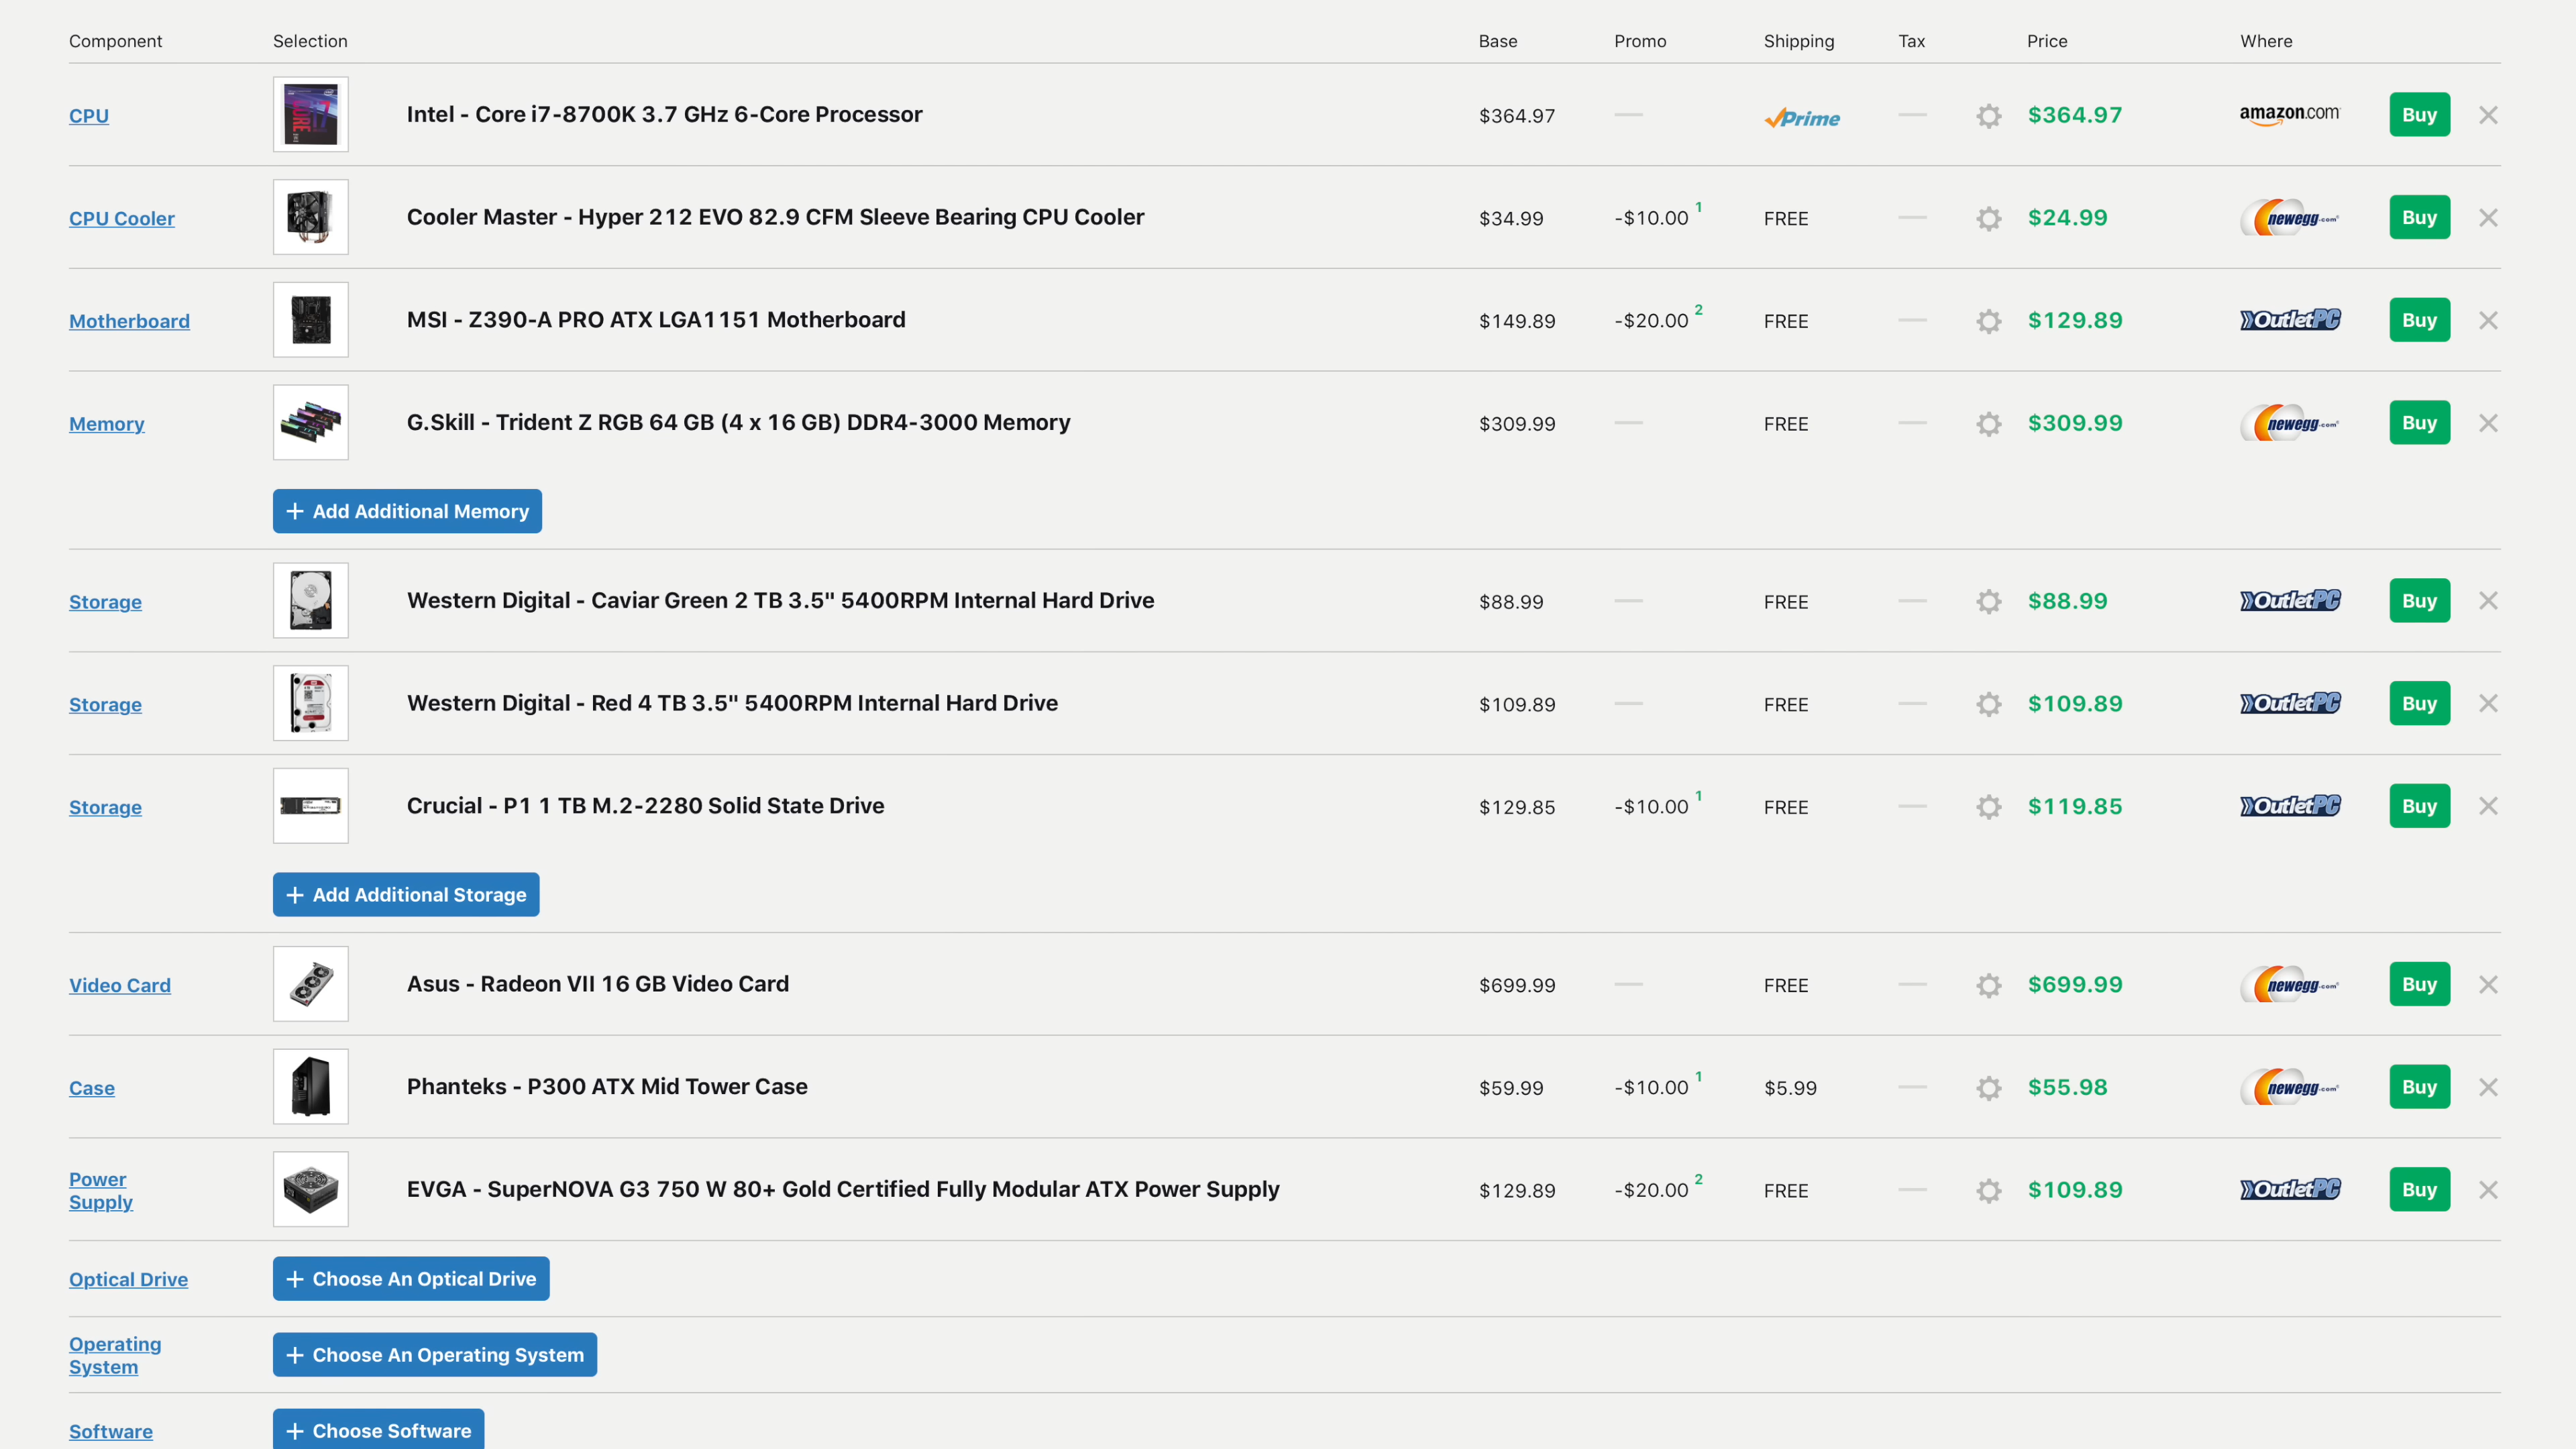 Component Selection Base Promo Shipping Tax Price Where
CPU Intel - Core i7-8700K 3.7 GHz 6-Core Processor $364.97 — Prime — $364.97 amazon.com Buy
CPU Cooler Cooler Master - Hyper 212 EVO 82.9 CFM Sleeve Bearing CPU Cooler $34.99 -$10.00 1 FREE — $24.99 newegg.com Buy
Motherboard MSI - Z390-A PRO ATX LGA1151 Motherboard $149.89 -$20.00 2 FREE — $129.89 OutletPC Buy
Memory G.Skill - Trident Z RGB 64 GB (4 x 16 GB) DDR4-3000 Memory $309.99 — FREE — $309.99 newegg.com Buy
+ Add Additional Memory
Storage Western Digital - Caviar Green 2 TB 3.5" 5400RPM Internal Hard Drive $88.99 — FREE — $88.99 OutletPC Buy
Storage Western Digital - Red 4 TB 3.5" 5400RPM Internal Hard Drive $109.89 — FREE — $109.89 OutletPC Buy
Storage Crucial - P1 1 TB M.2-2280 Solid State Drive $129.85 -$10.00 1 FREE — $119.85 OutletPC Buy
+ Add Additional Storage
Video Card Asus - Radeon VII 16 GB Video Card $699.99 — FREE — $699.99 newegg.com Buy
Case Phanteks - P300 ATX Mid Tower Case $59.99 -$10.00 1 $5.99 — $55.98 newegg.com Buy
Power
Supply EVGA - SuperNOVA G3 750 W 80+ Gold Certified Fully Modular ATX Power Supply $129.89 -$20.00 2 FREE — $109.89 OutletPC Buy
Optical Drive + Choose An Optical Drive
Operating
System + Choose An Operating System
Software + Choose Software